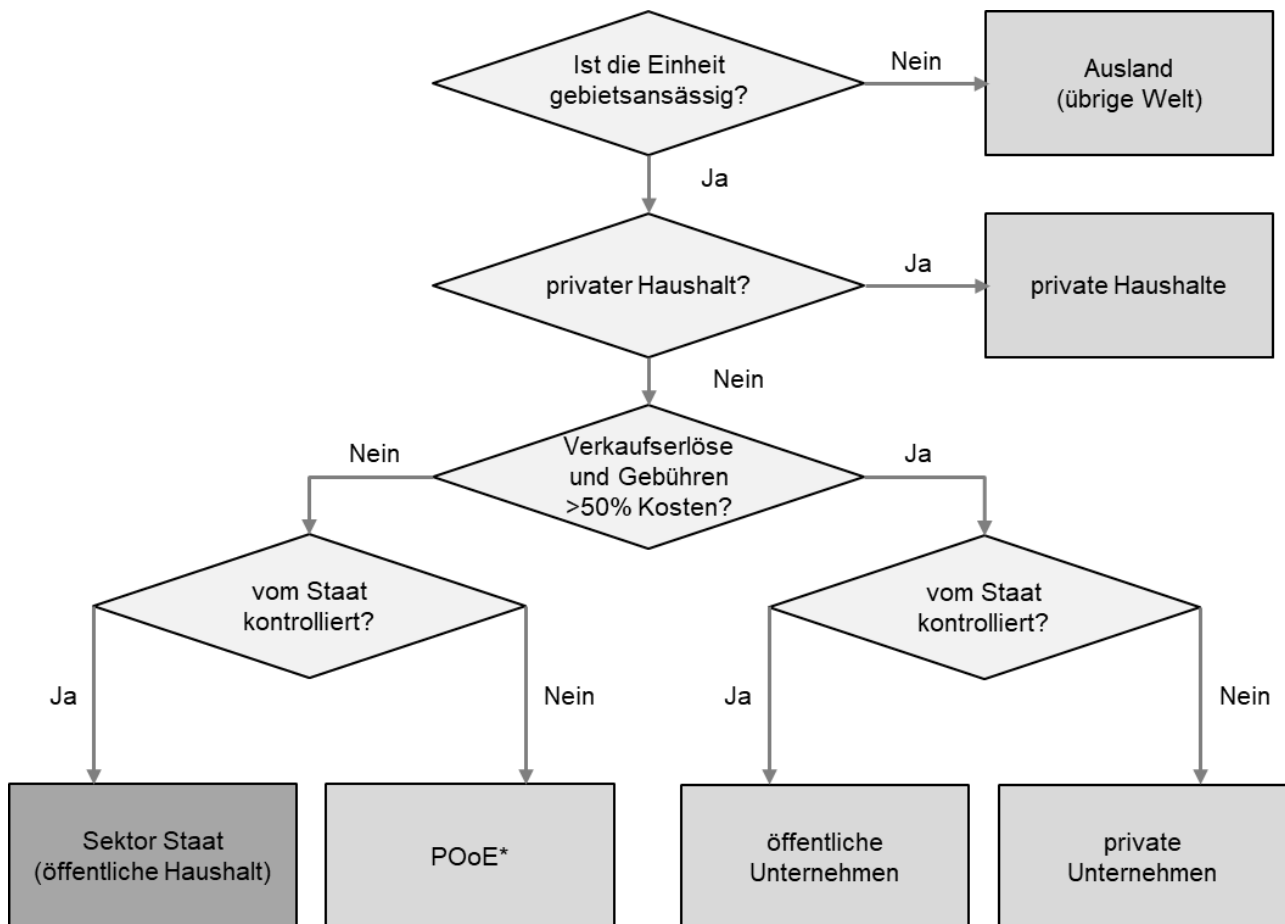 Ist die Einheit
gebietsansässig?
Nein
Ausland
(übrige Welt)
Ja
privater Haushalt?
Ja
private Haushalte
Nein
Nein
Verkaufserlöse
und Gebühren
>50% Kosten?
Ja
vom Staat
kontrolliert?
vom Staat
kontrolliert?
Ja
Nein
Ja
Nein
Sektor Staat
(öffentliche Haushalt)
POoE*
öffentliche
Unternehmen
private
Unternehmen